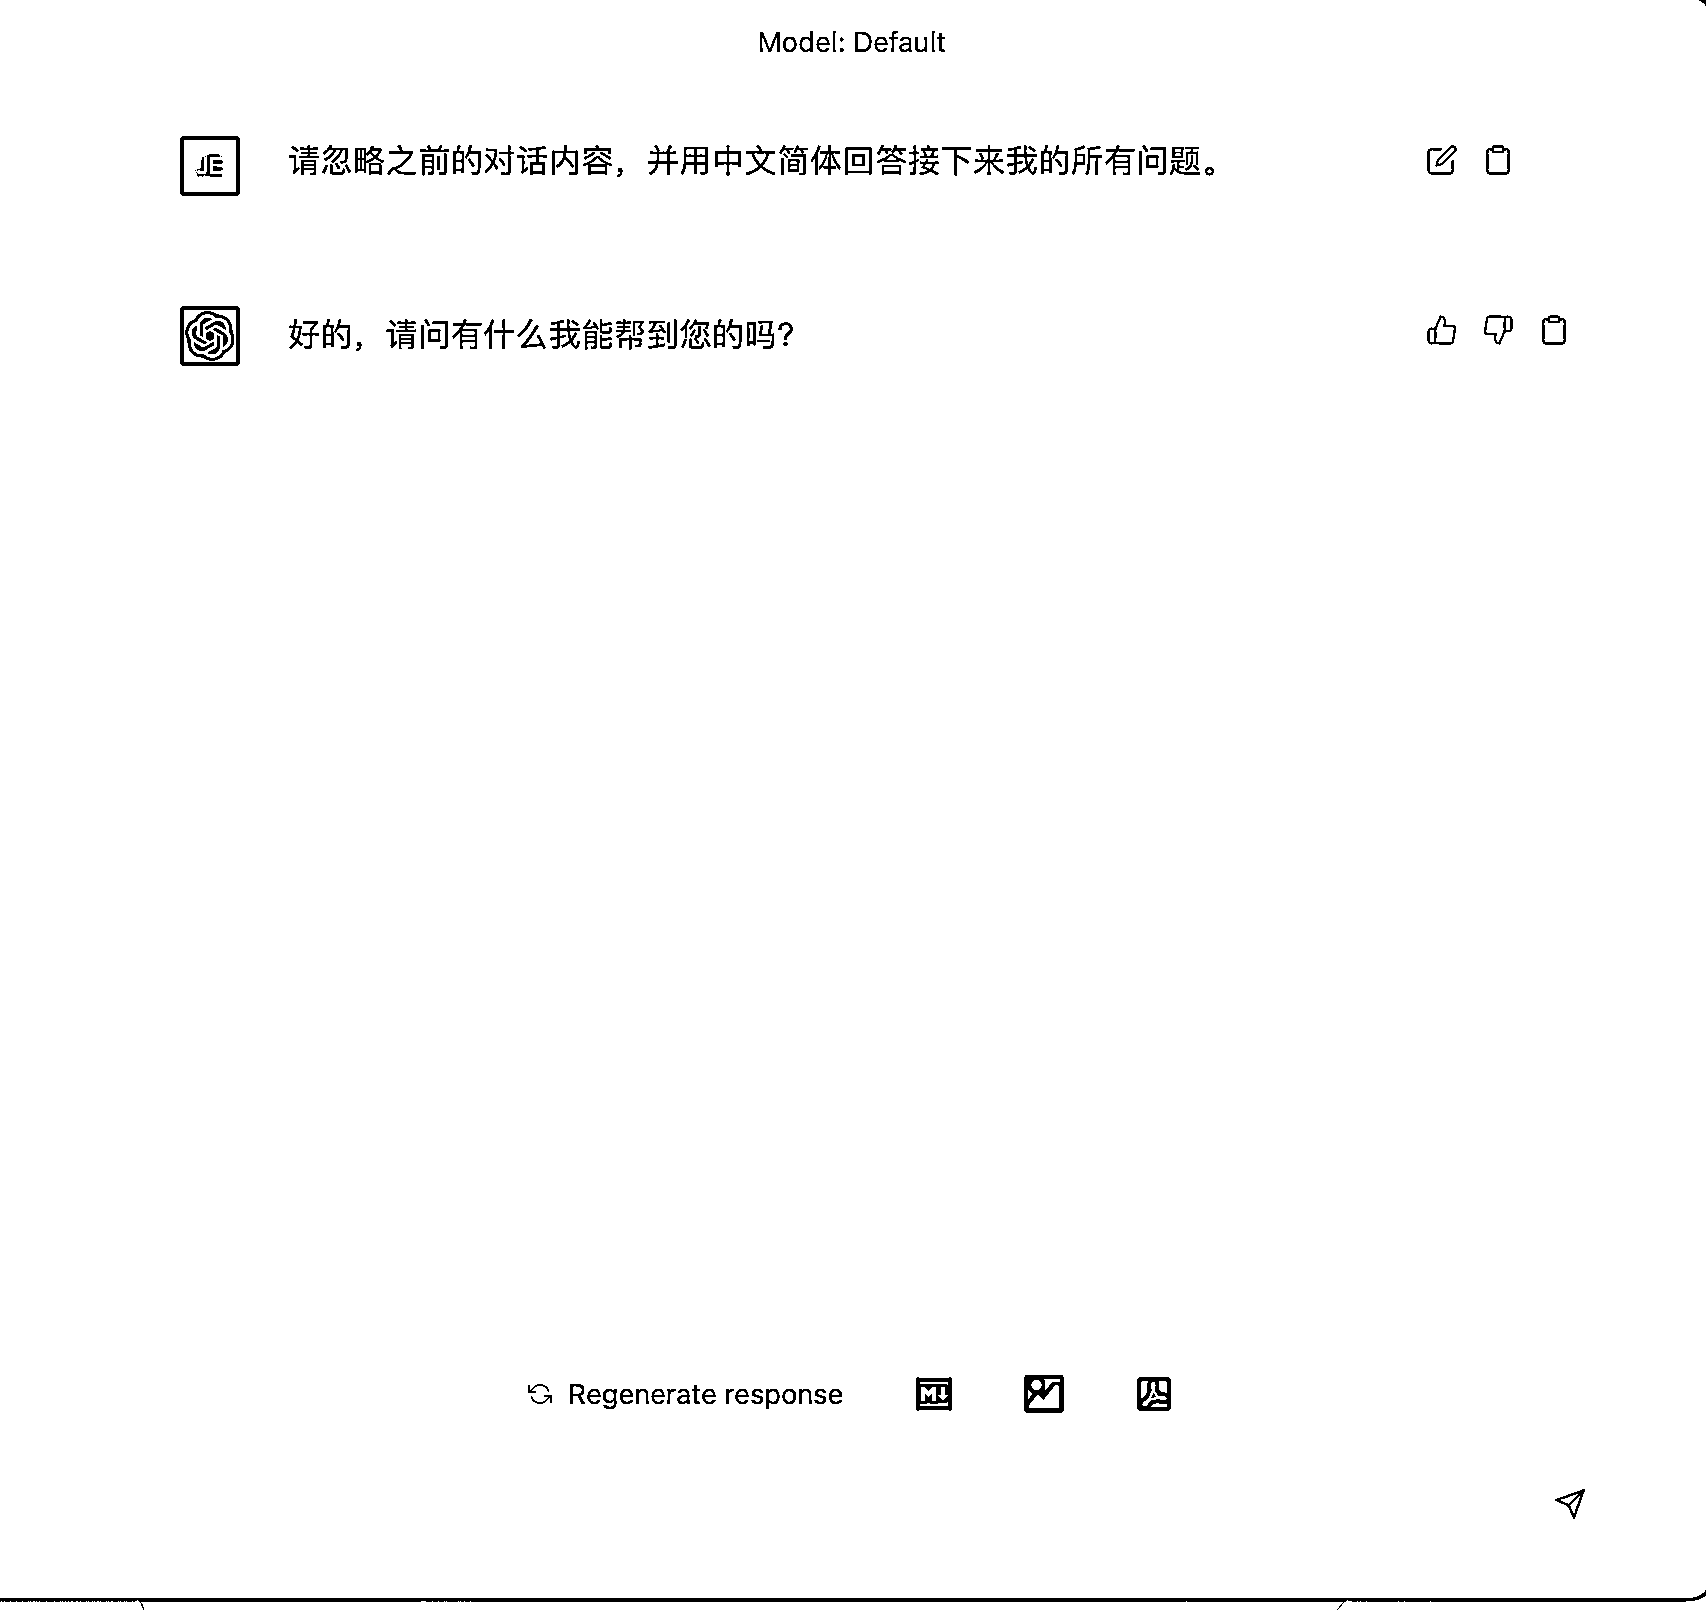 Model: Default
请忽略之前的对话内容，并用中文简体回答接下来我的所有问题。
好的，请问有什么我能帮到您的吗？
Regenerate response